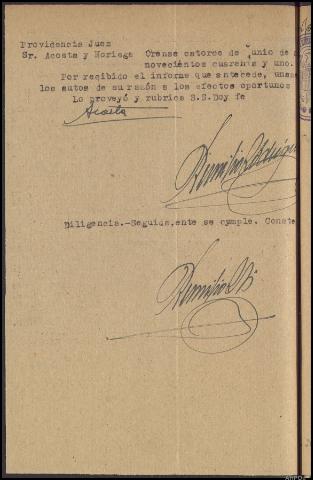 Providencia Juez
Sr. Acosta y Noriega Orense catorce de junio de
novecientos cuarenta y uno.
Por recibido el informe que antecede, unase
los autos de su razón a los efectos oportunos
Lo proveyó y rubrica S.S. Doy fe
Acosta
Diligencia.-Seguidamente se cumple. Conste